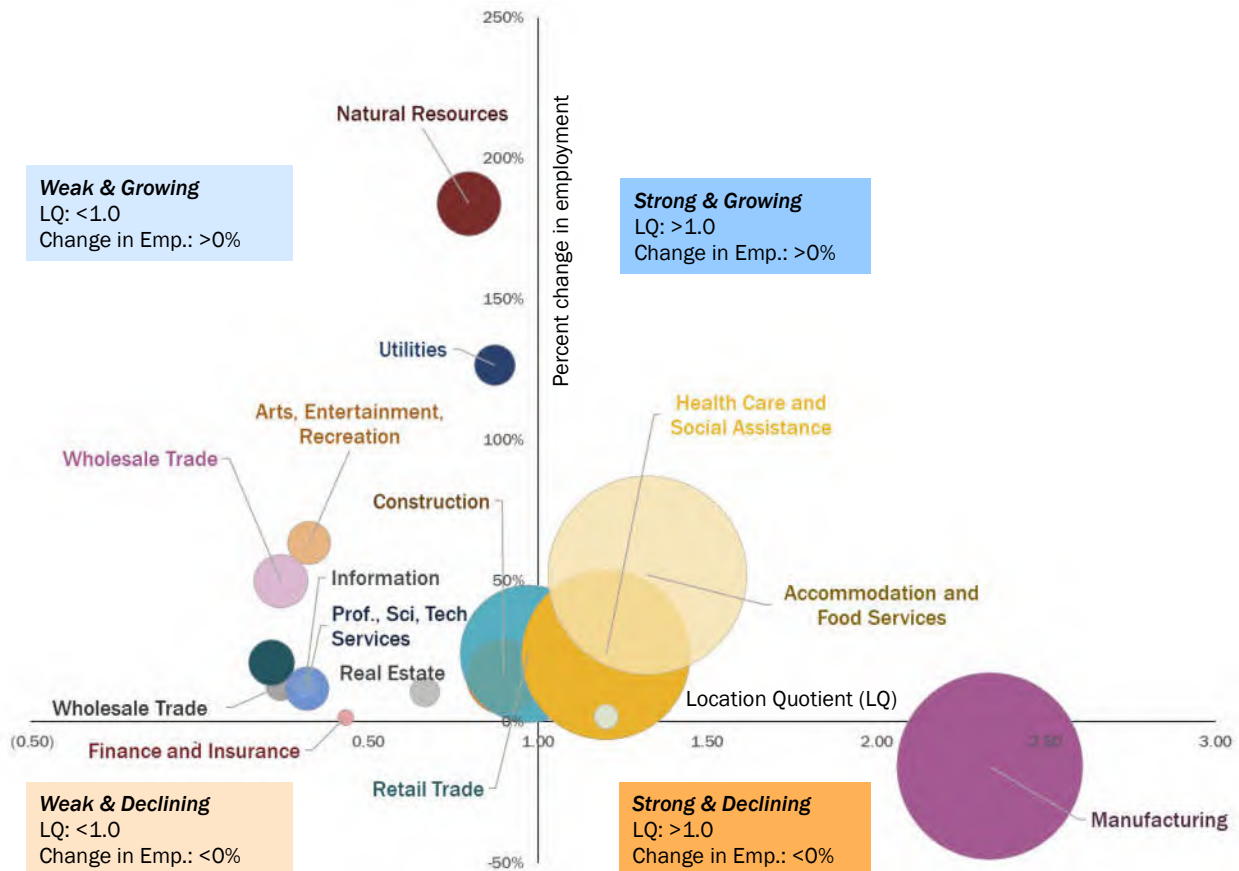 250%
Percent change in employment
Natural Resources
200%
Weak & Growing
LQ: <1.0
Change in Emp.: >0%
Strong & Growing
LQ: >1.0
Change in Emp.: >0%
150%
Utilities
Arts, Entertainment,
Recreation
Health Care and
Social Assistance
100%
Wholesale Trade
Construction
50%
Information
Accommodation and
Food Services
Prof., Sci, Tech
Services
Real Estate
Location Quotient (LQ)
Wholesale Trade
0%
(0.50)
0.50
1.00
1.50
2.00
2.50
3.00
Finance and Insurance
Retail Trade
Manufacturing
Weak & Declining
LQ: <1.0
Change in Emp.: <0%
Strong & Declining
LQ: >1.0
Change in Emp.: <0%
-50%